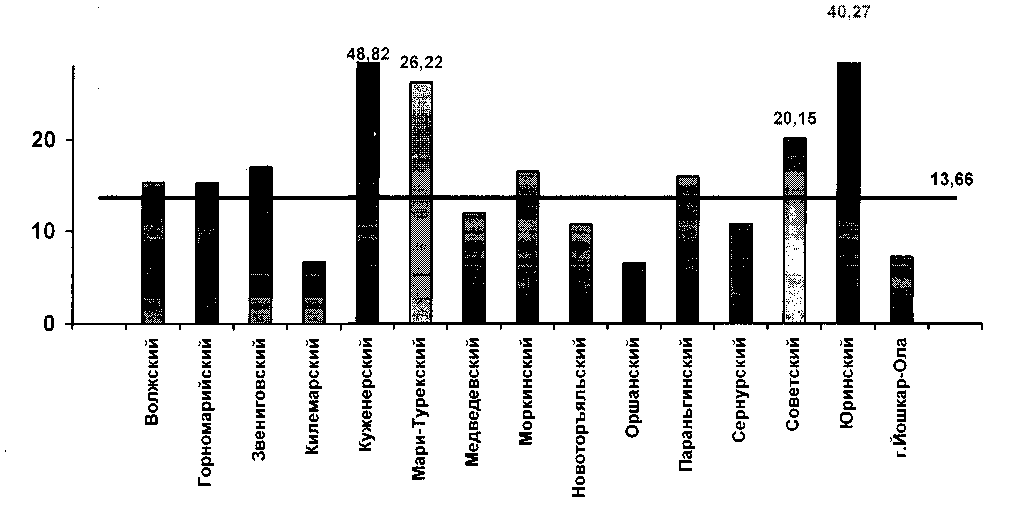 40,27
48,82
26,22
20,15
20
13,66
10
0
Волжский
Горномарийский
Звениговский
Килемарский
Куженерский
Мари-Турекский
Медведевский
Моркинский
Новоторъяльский
Оршанский
Параньгинский
Сернурский
Советский
Юринский
г.Йошкар-Ола